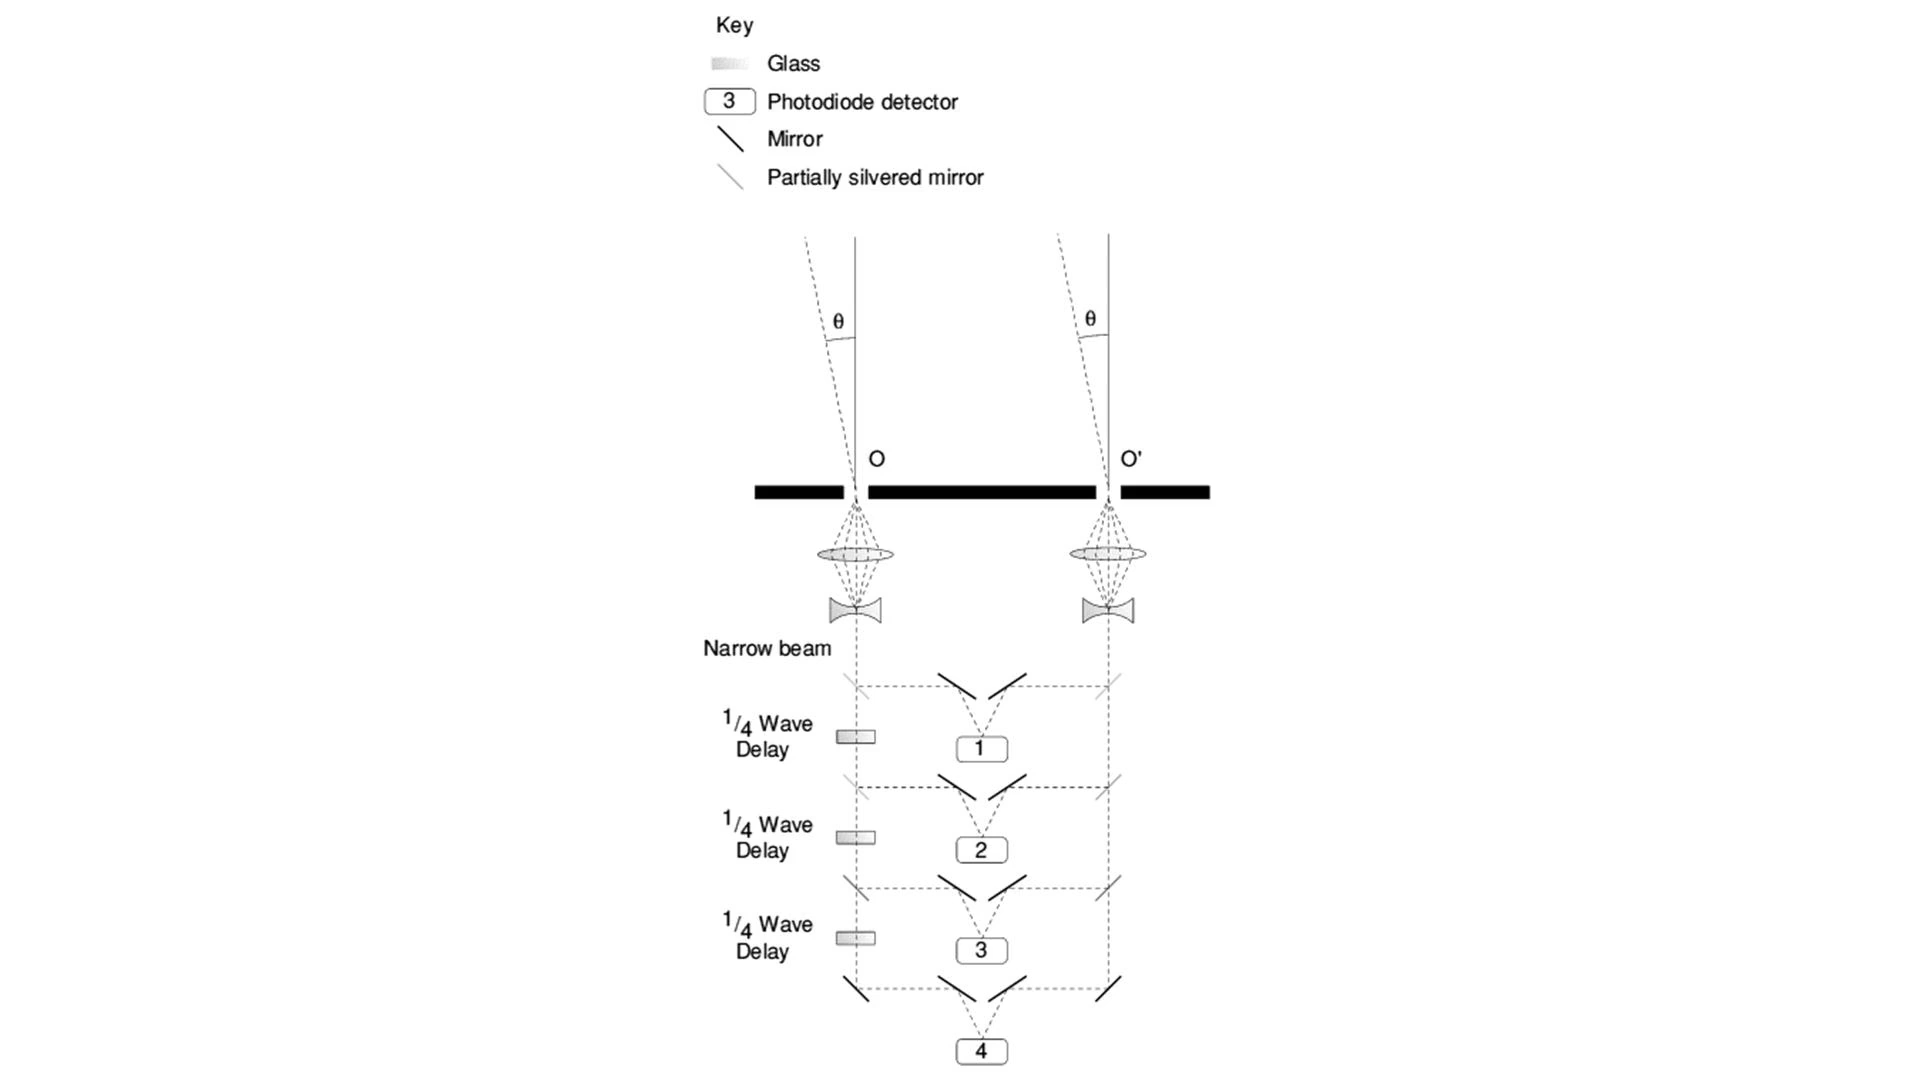 Key
Glass
3 Photodiode detector
Mirror
Partially silvered mirror
θ θ
O O'
Narrow beam
1/4 Wave
Delay
1
1/4 Wave
Delay
2
1/4 Wave
Delay
3
4